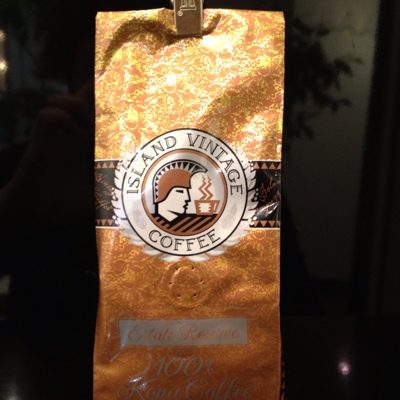 ISLAND VINTAGE
COFFEE
Estate Reserve
100%
Kona Coffee